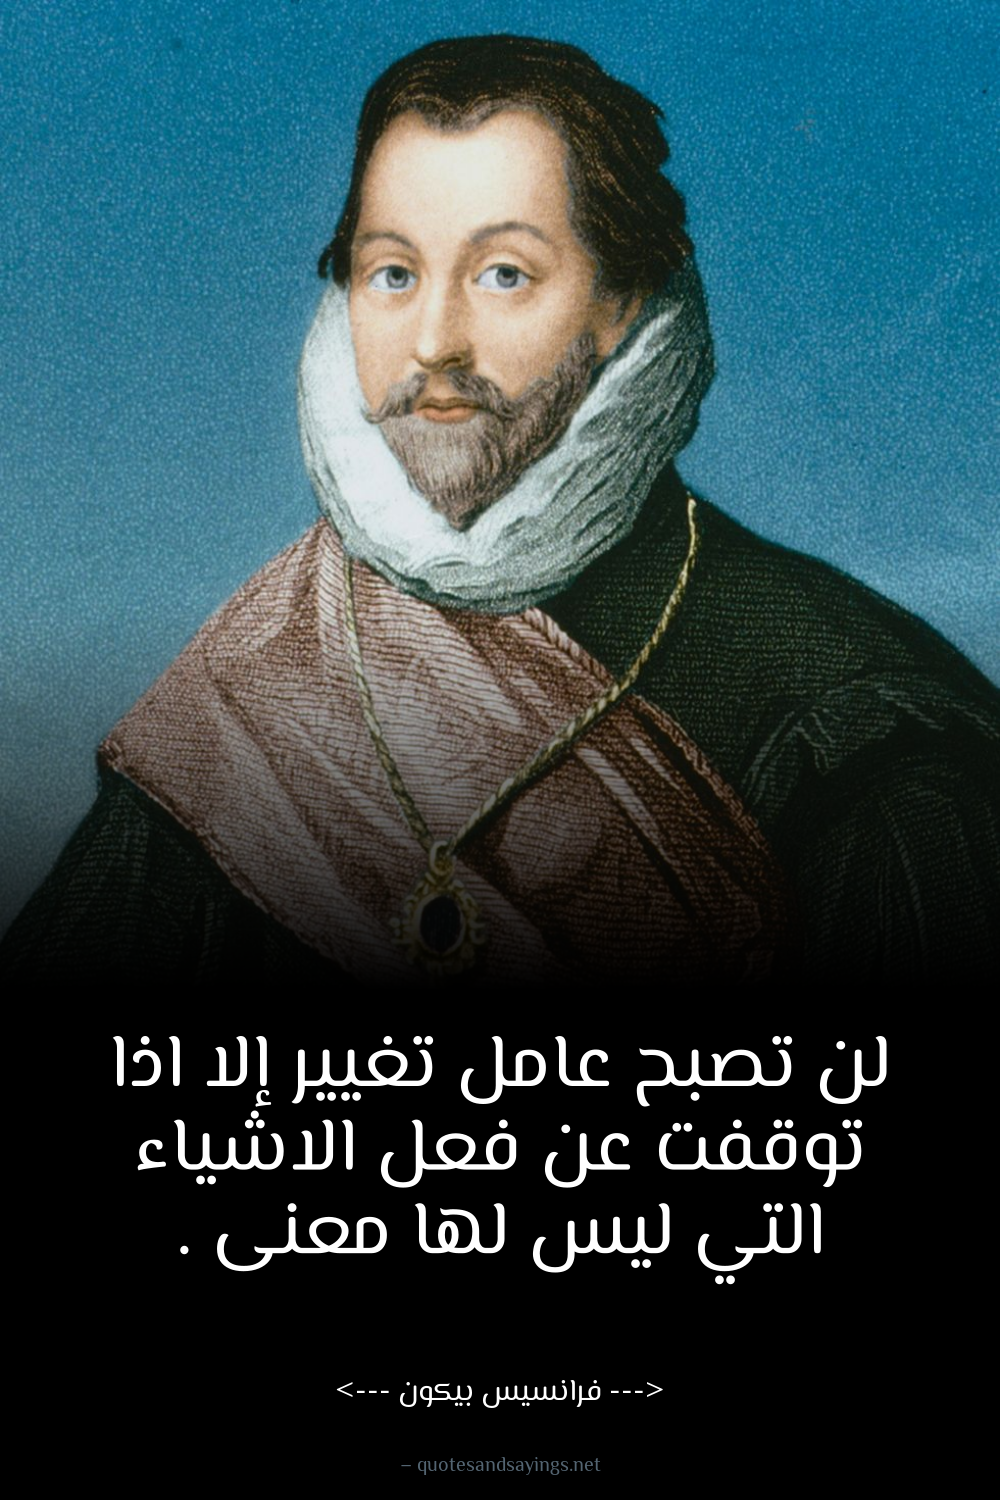 لن تصبح عامل تغيير إلا اذا
توقفت عن فعل الاشياء
التي ليس لها معنى .
<--- فرانسيس بيكون --->
– quotesandsayings.net